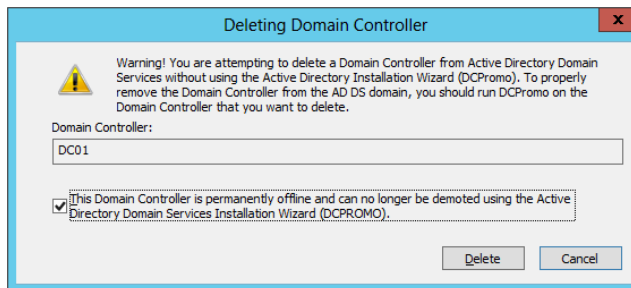 Deleting Domain Controller
x
Warning! You are attempting to delete a Domain Controller from Active Directory Domain
Services without using the Active Directory Installation Wizard (DCPromo). To properly
remove the Domain Controller from the AD DS domain, you should run DCPromo on the
Domain Controller that you want to delete.
Domain Controller:
DC01
This Domain Controller is permanently offline and can no longer be demoted using the Active
Directory Domain Services Installation Wizard (DCPROMO).
Delete
Cancel